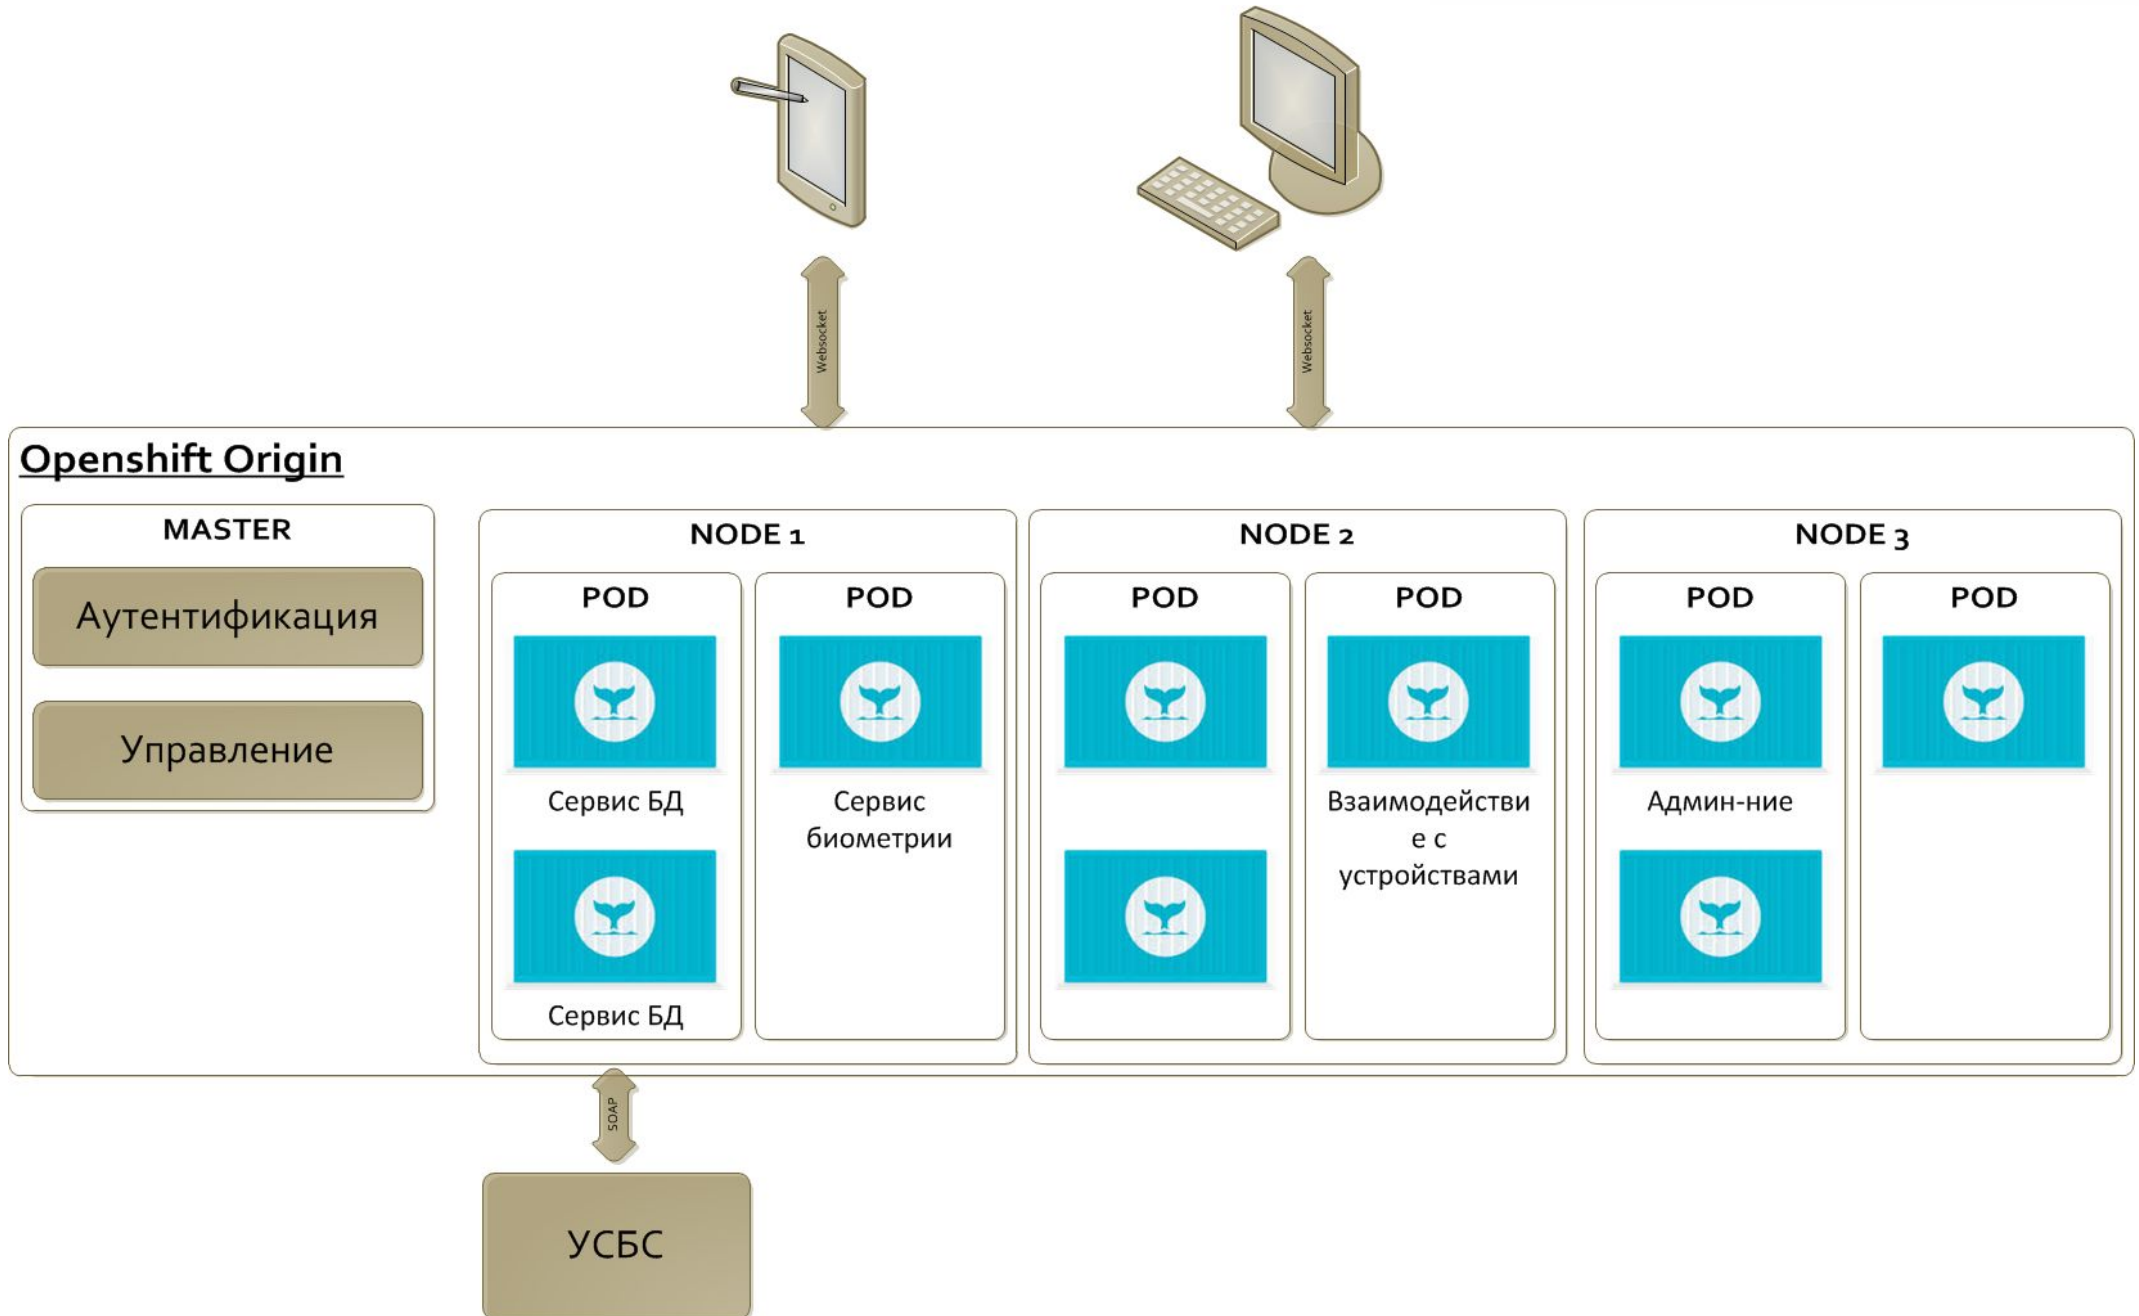 Websocket
Websocket
Openshift Origin
MASTER
Аутентификация
Управление
NODE 1
POD
Сервис БД
Сервис БД
POD
Сервис
биометрии
NODE 2
POD
POD
Взаимодействи
е с
устройствами
NODE 3
POD
Админ-ние
POD
SOAP
УСБС